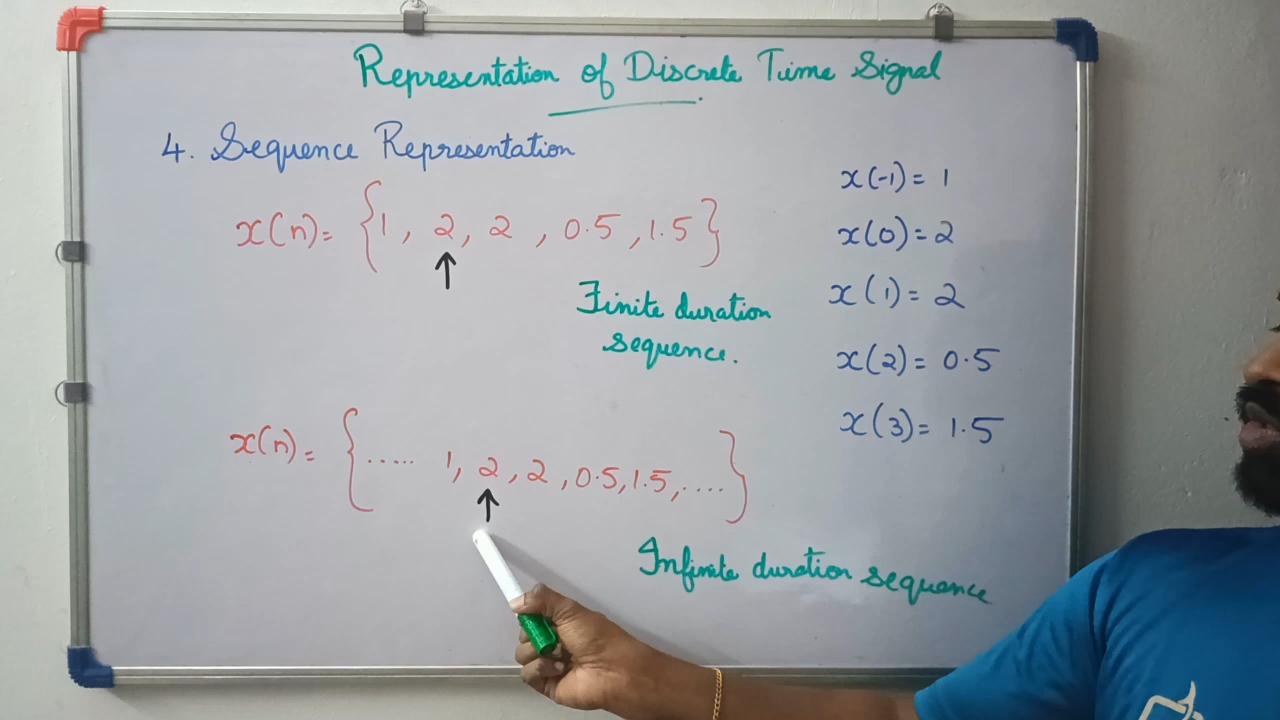 Representation of Discrete Time Signal
4. Sequence Representation
x(n)= {1, 2, 2, 0.5, 1.5}
↑
Finite duration
sequence.
x(n)= {..... 1, 2, 2, 0.5, 1.5, ....}
↑
Infinite duration sequence
x(-1)= 1
x(0)= 2
x(1)= 2
x(2)= 0.5
x(3)= 1.5